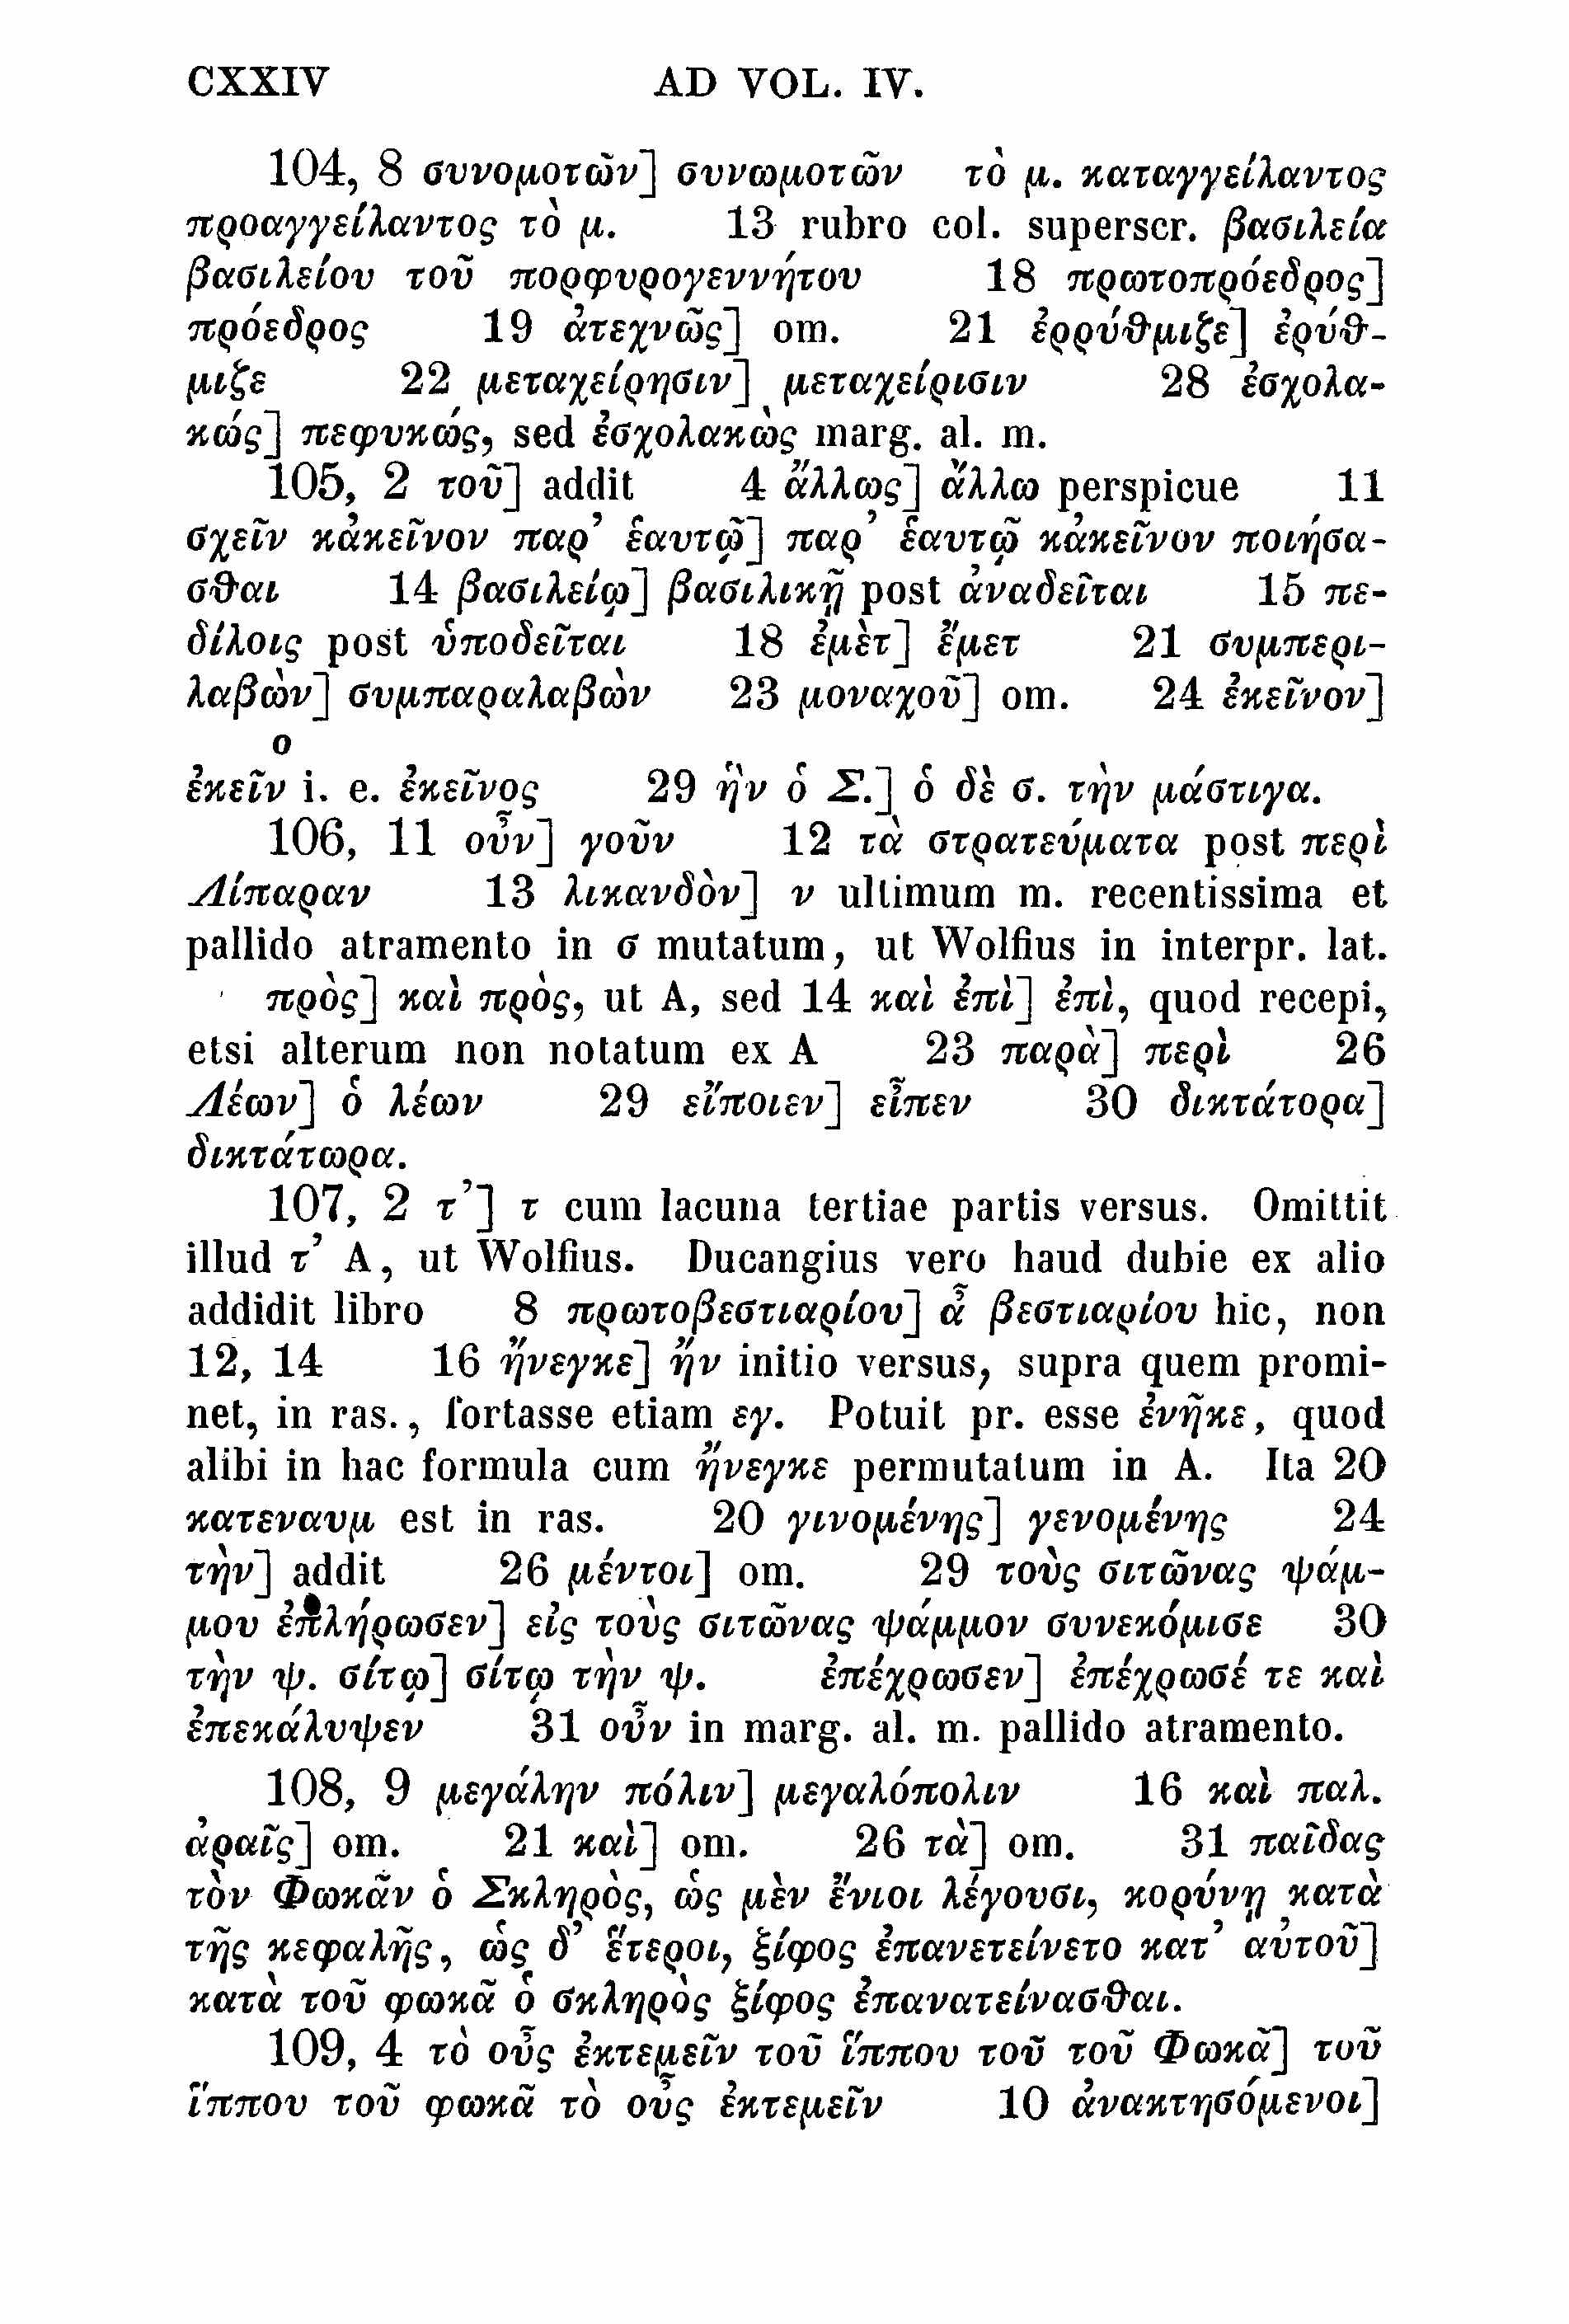 CXXIV AD VOL. IV.
104, 8 συνομοτῶν] συνωμοτῶν τὸ μ. καταγγείλαντος
προαγγείλαντος τὸ μ. 13 rubro col. superscr. βασιλεία
βασιλείου τοῦ πορφυρογεννήτου 18 πρωτοπρόεδρος]
πρόεδρος 19 ἀτεχνῶς] om. 21 ἐρρύϑμιζε] ἐρύϑ-
μιζε 22 μεταχείρησιν] μεταχείρισιν 28 ἐσχολα-
κώς] πεφυκώς, sed ἐσχολακὼς marg. al. m.
105, 2 τοῦ] addit 4 ἄλλως] ἄλλω perspicue 11
σχεῖν κἀκεῖνον παρ’ ἑαυτῷ] παρ’ ἑαυτῷ κἀκεῖνον ποιήσα-
σϑαι 14 βασιλείῳ] βασιλικῇ post ἀναδεῖται 15 πε-
δίλοις post ὑποδεῖται 18 ἐμὲτ] ἔμετ 21 συμπερι-
λαβὼν] συμπαραλαβὼν 23 μοναχοῦ] om. 24 ἐκεῖνον]
ο
ἐκεῖν i. e. ἐκεῖνος 29 ἣν ὁ Σ.] ὁ δὲ σ. τὴν μάστιγα.
106, 11 οὖν] γοῦν 12 τὰ στρατεύματα post περὶ
Λίπαραν 13 λικανδὸν] ν ultimum m. recentissima et
pallido atramento in σ mutatum, ut Wolfius in interpr. lat.
πρὸς] καὶ πρὸς, ut A, sed 14 καὶ ἐπὶ] ἐπὶ, quod recepi,
etsi alterum non notatum ex A 23 παρὰ] περὶ 26
Λέων] ὁ λέων 29 εἴποιεν] εἶπεν 30 δικτάτορα]
δικτάτωρα.
107, 2 τ’] τ cum lacuna tertiae partis versus. Omittit
illud τ’ A, ut Wolfius. Ducangius vero haud dubie ex alio
addidit libro 8 πρωτοβεστιαρίου] ἆ βεστιαρίου hic, non
12, 14 16 ἤνεγκε] ἤν initio versus, supra quem promi-
net, in ras., fortasse etiam εγ. Potuit pr. esse ἐνῆκε, quod
alibi in hac formula cum ἤνεγκε permutatum in A. Ita 20
κατεναυμ est in ras. 20 γινομένης] γενομένης 24
τὴν] addit 26 μέντοι] om. 29 τοὺς σιτῶνας ψάμ-
μου ἐπλήρωσεν] εἰς τοὺς σιτῶνας ψάμμον συνεκόμισε 30
τὴν ψ. σίτῳ] σίτῳ τὴν ψ. ἐπέχρωσεν] ἐπέχρωσέ τε καὶ
ἐπεκάλυψεν 31 οὖν in marg. al. m. pallido atramento.
108, 9 μεγάλην πόλιν] μεγαλόπολιν 16 καὶ παλ.
ἀραῖς] om. 21 καὶ] om. 26 τὰ] om. 31 παῖδας
τὸν Φωκᾶν ὁ Σκληρὸς, ὡς μὲν ἔνιοι λέγουσι, κορύνῃ κατὰ
τῆς κεφαλῆς, ὡς δ’ ἕτεροι, ξίφος ἐπανετείνετο κατ’ αὐτοῦ]
κατὰ τοῦ φωκᾶ ὁ σκληρὸς ξίφος ἐπανατείνασϑαι.
109, 4 τὸ οὖς ἐκτεμεῖν τοῦ ἵππου τοῦ τοῦ Φωκᾶ] τοῦ
ἵππου τοῦ φωκᾶ τὸ οὖς ἐκτεμεῖν 10 ἀνακτησόμενοι]